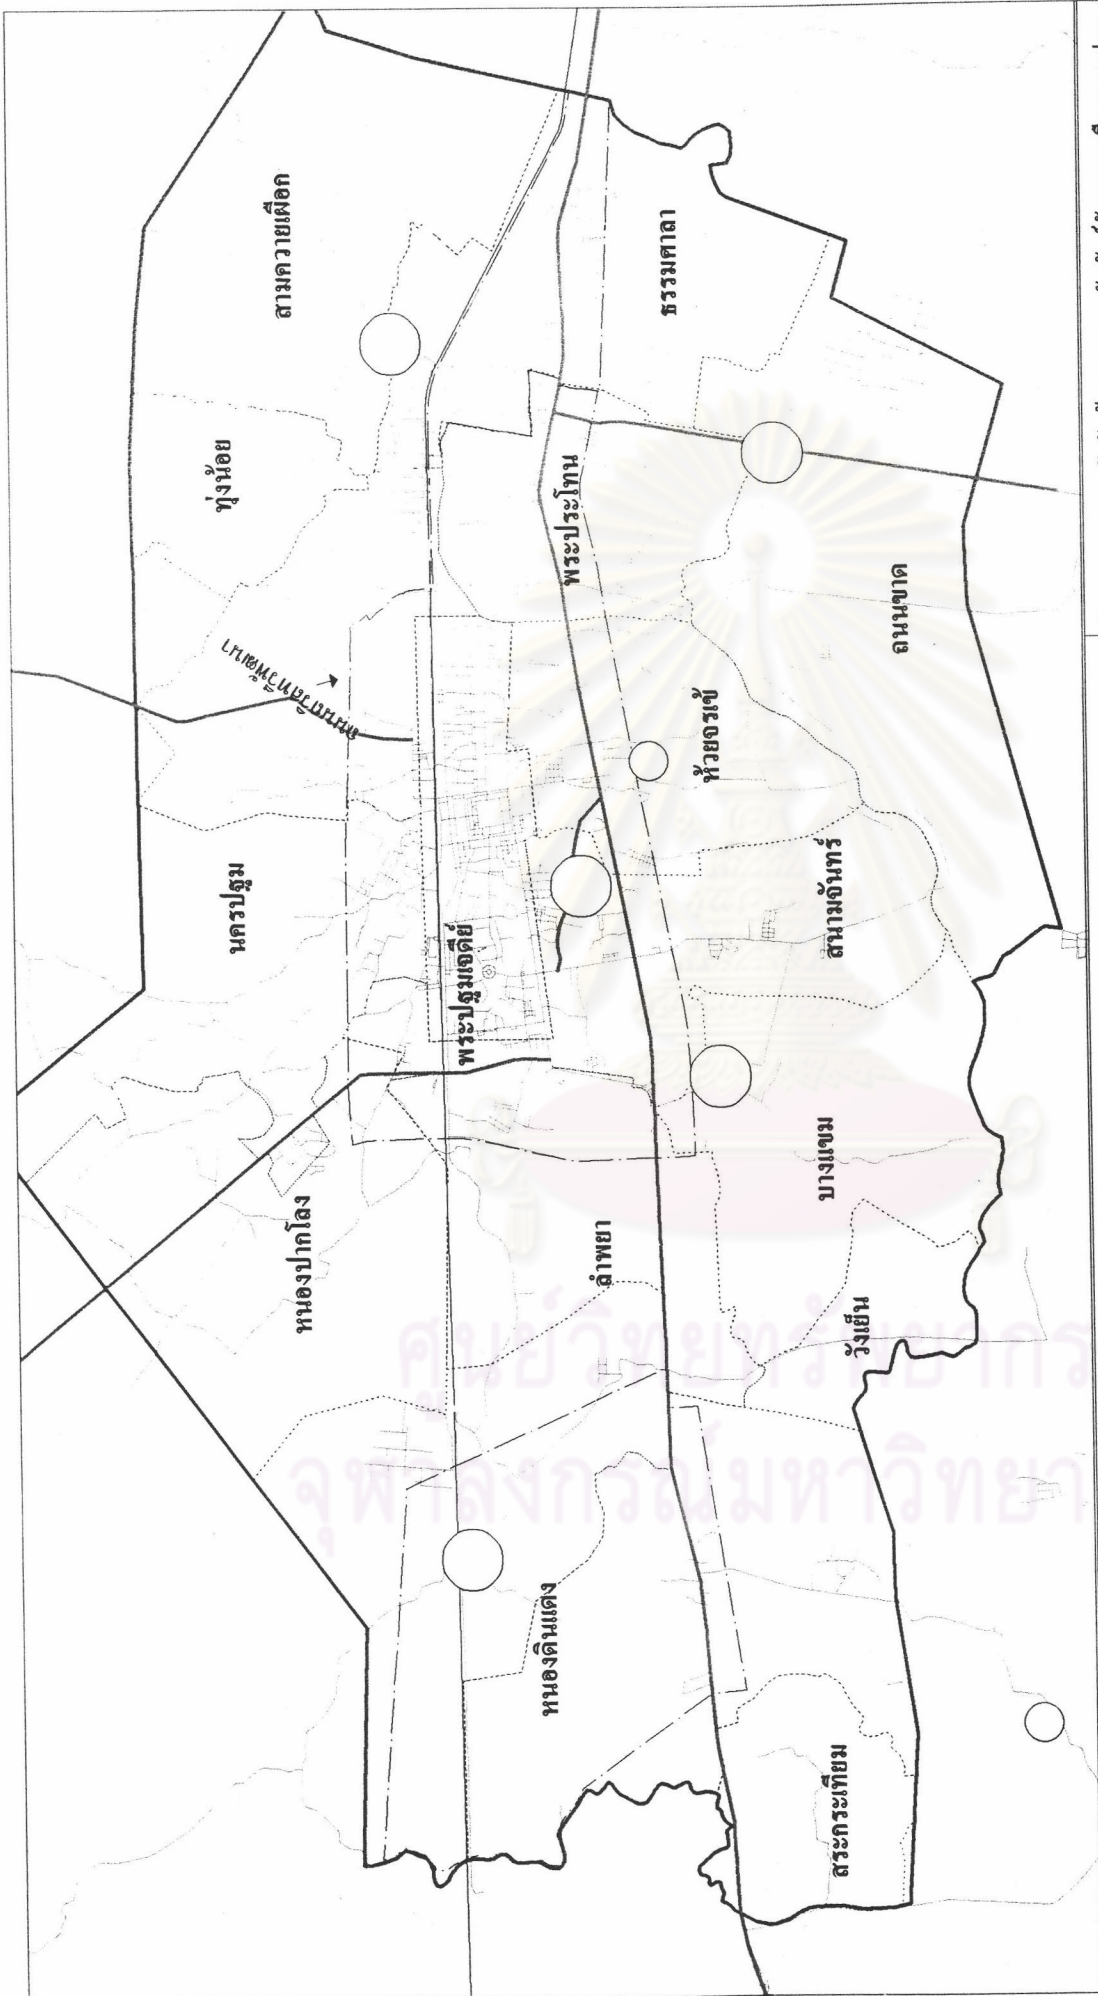 สามควายเผือก
ทุ่งน้อย
นครปฐม
หนองปากโลง
พระปฐมเจดีย์
ธรรมศาลา
พระประโทน
ห้วยจรเข้
ถนนขาด
สนามจันทร์
ลำพยา
บางแขม
วังเย็น
หนองดินแดง
สระกระเทียม
ศูนย์วิทยทรัพยากร
จุฬาลงกรณ์มหาวิทยา